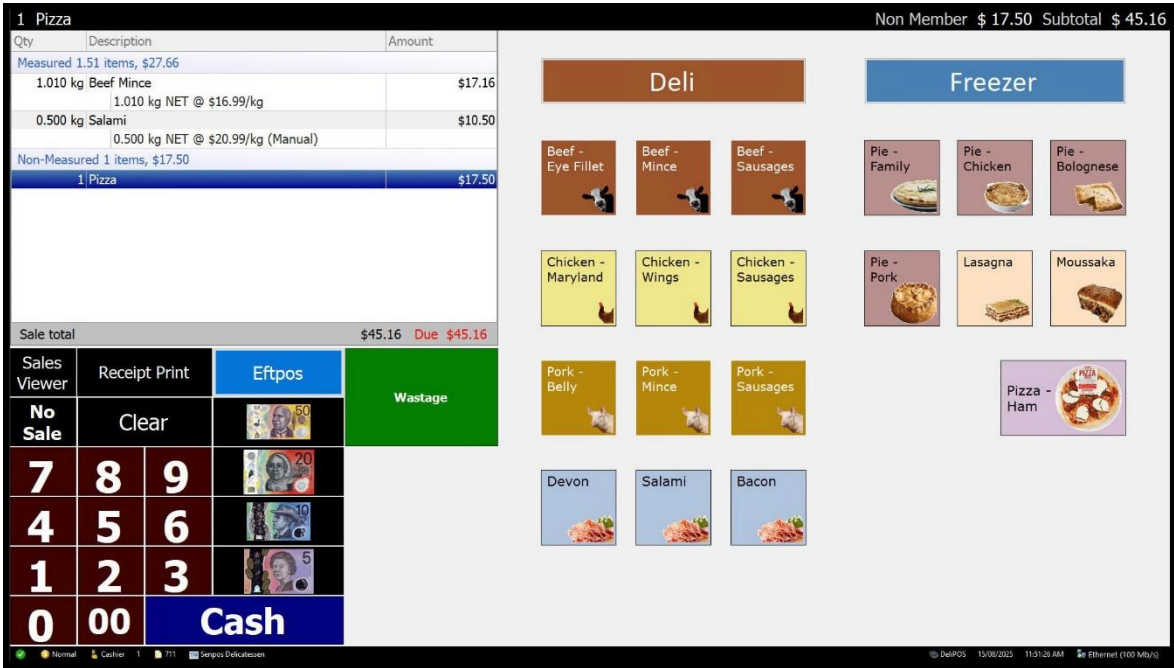 1 Pizza
Non Member $ 17.50 Subtotal $ 45.16
Qty Description Amount
Measured 1.51 items, $27.66
1.010 kg Beef Mince $17.16
1.010 kg NET @ $16.99/kg
0.500 kg Salami $10.50
0.500 kg NET @ $20.99/kg (Manual)
Non-Measured 1 items, $17.50
1 Pizza $17.50
Sale total $45.16 Due $45.16
Sales
Viewer
Receipt Print
Eftpos
Wastage
No
Sale
Clear
50
7 8 9
20
4 5 6
10
1 2 3
5
0 00 Cash
Deli
Beef -
Eye Fillet
Beef -
Mince
Beef -
Sausages
Chicken -
Maryland
Chicken -
Wings
Chicken -
Sausages
Pork -
Belly
Pork -
Mince
Pork -
Sausages
Devon
Salami
Bacon
Freezer
Pie -
Family
Pie -
Chicken
Pie -
Bolognese
Pie -
Pork
Lasagna
Moussaka
Pizza -
Ham
PIZZA
Normal Cashier 1 711 Senpos Delicatessen
DeliPOS 15/08/2025 11:51:26 AM Ethernet (100 Mb/s)